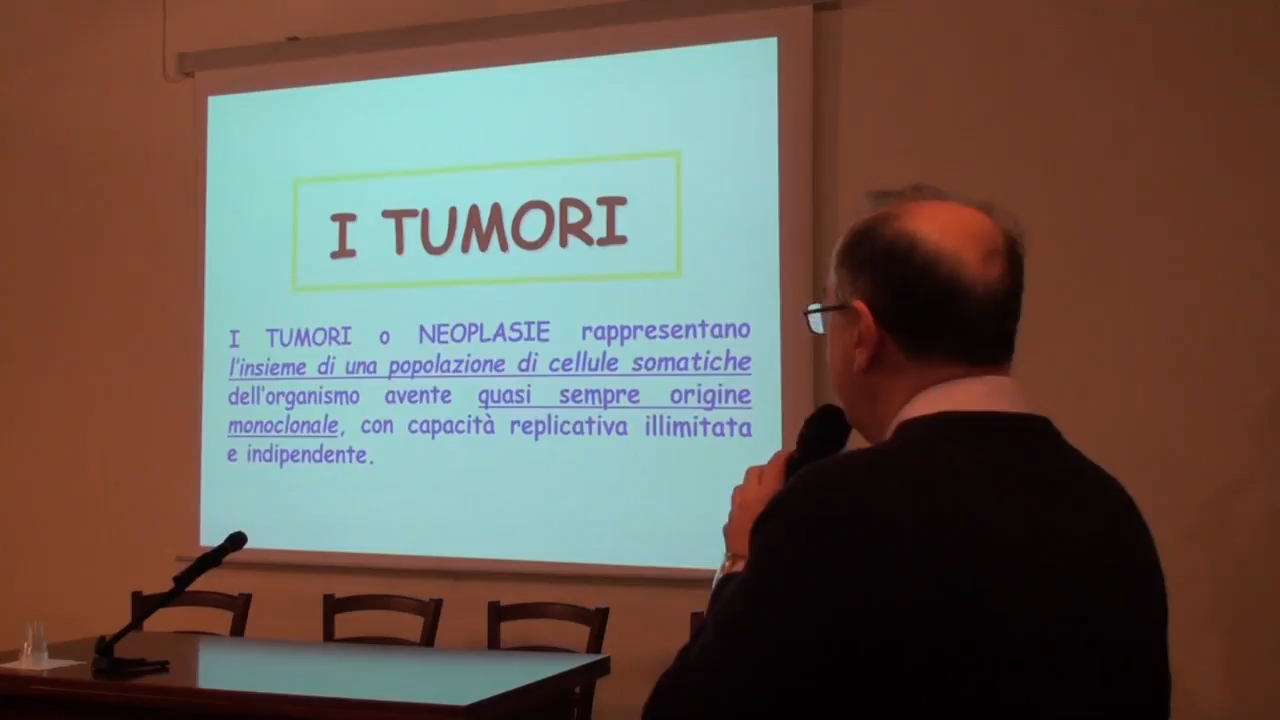 I TUMORI
I TUMORI o NEOPLASIE rappresentano
l'insieme di una popolazione di cellule somatiche
dell'organismo avente quasi sempre origine
monoclonale, con capacità replicativa illimitata
e indipendente.